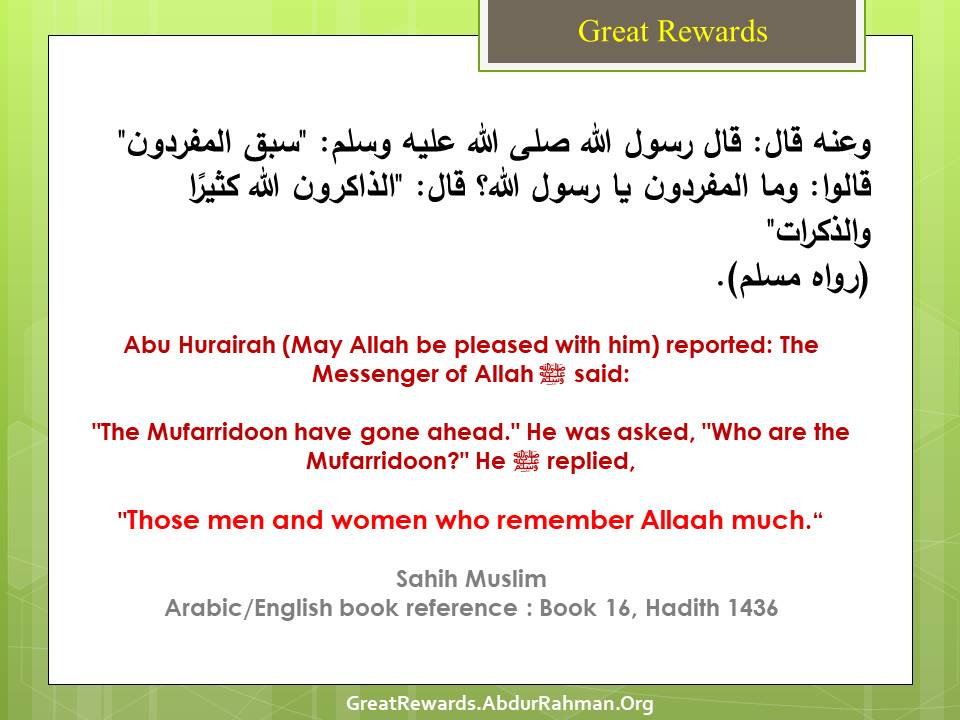 Great Rewards
وعنه قال: قال رسول الله صلى الله عليه وسلم: "سبق المفردون"
قالوا: وما المفردون يا رسول الله؟ قال: "الذاكرون الله كثيرًا
والذكرات"
(رواه مسلم).
Abu Hurairah (May Allah be pleased with him) reported: The
Messenger of Allah ﷺ said:
"The Mufarridoon have gone ahead." He was asked, "Who are the
Mufarridoon?" He ﷺ replied,
"Those men and women who remember Allaah much.“
Sahih Muslim
Arabic/English book reference : Book 16, Hadith 1436
GreatRewards.AbdurRahman.Org